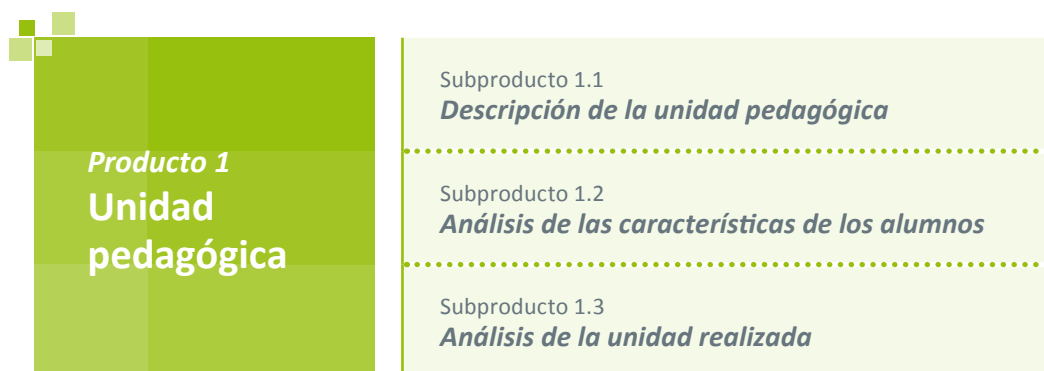 Producto 1
Unidad
pedagógica
Subproducto 1.1
Descripción de la unidad pedagógica
Subproducto 1.2
Análisis de las características de los alumnos
Subproducto 1.3
Análisis de la unidad realizada